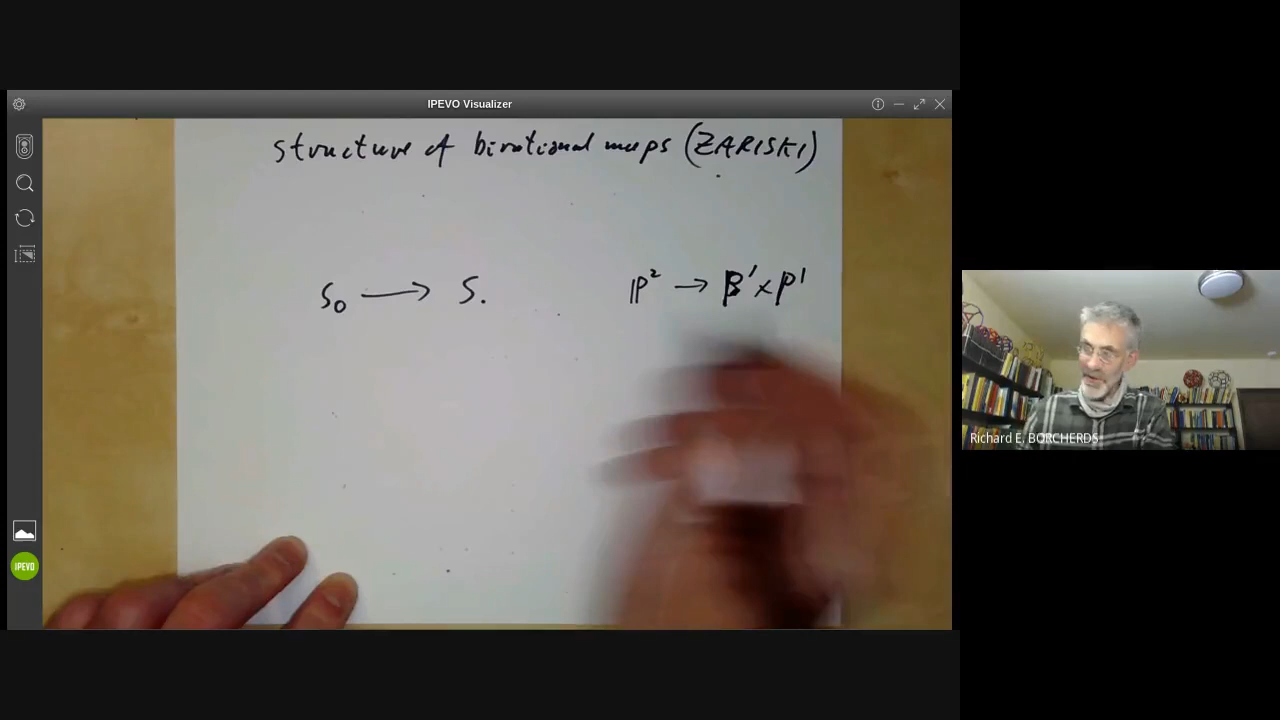 IPEVO Visualizer
structure of birational maps (ZARISKI)
S₀ → S. ℙ² → ℙ¹×ℙ¹
Richard E. BORCHERDS
IPEVO